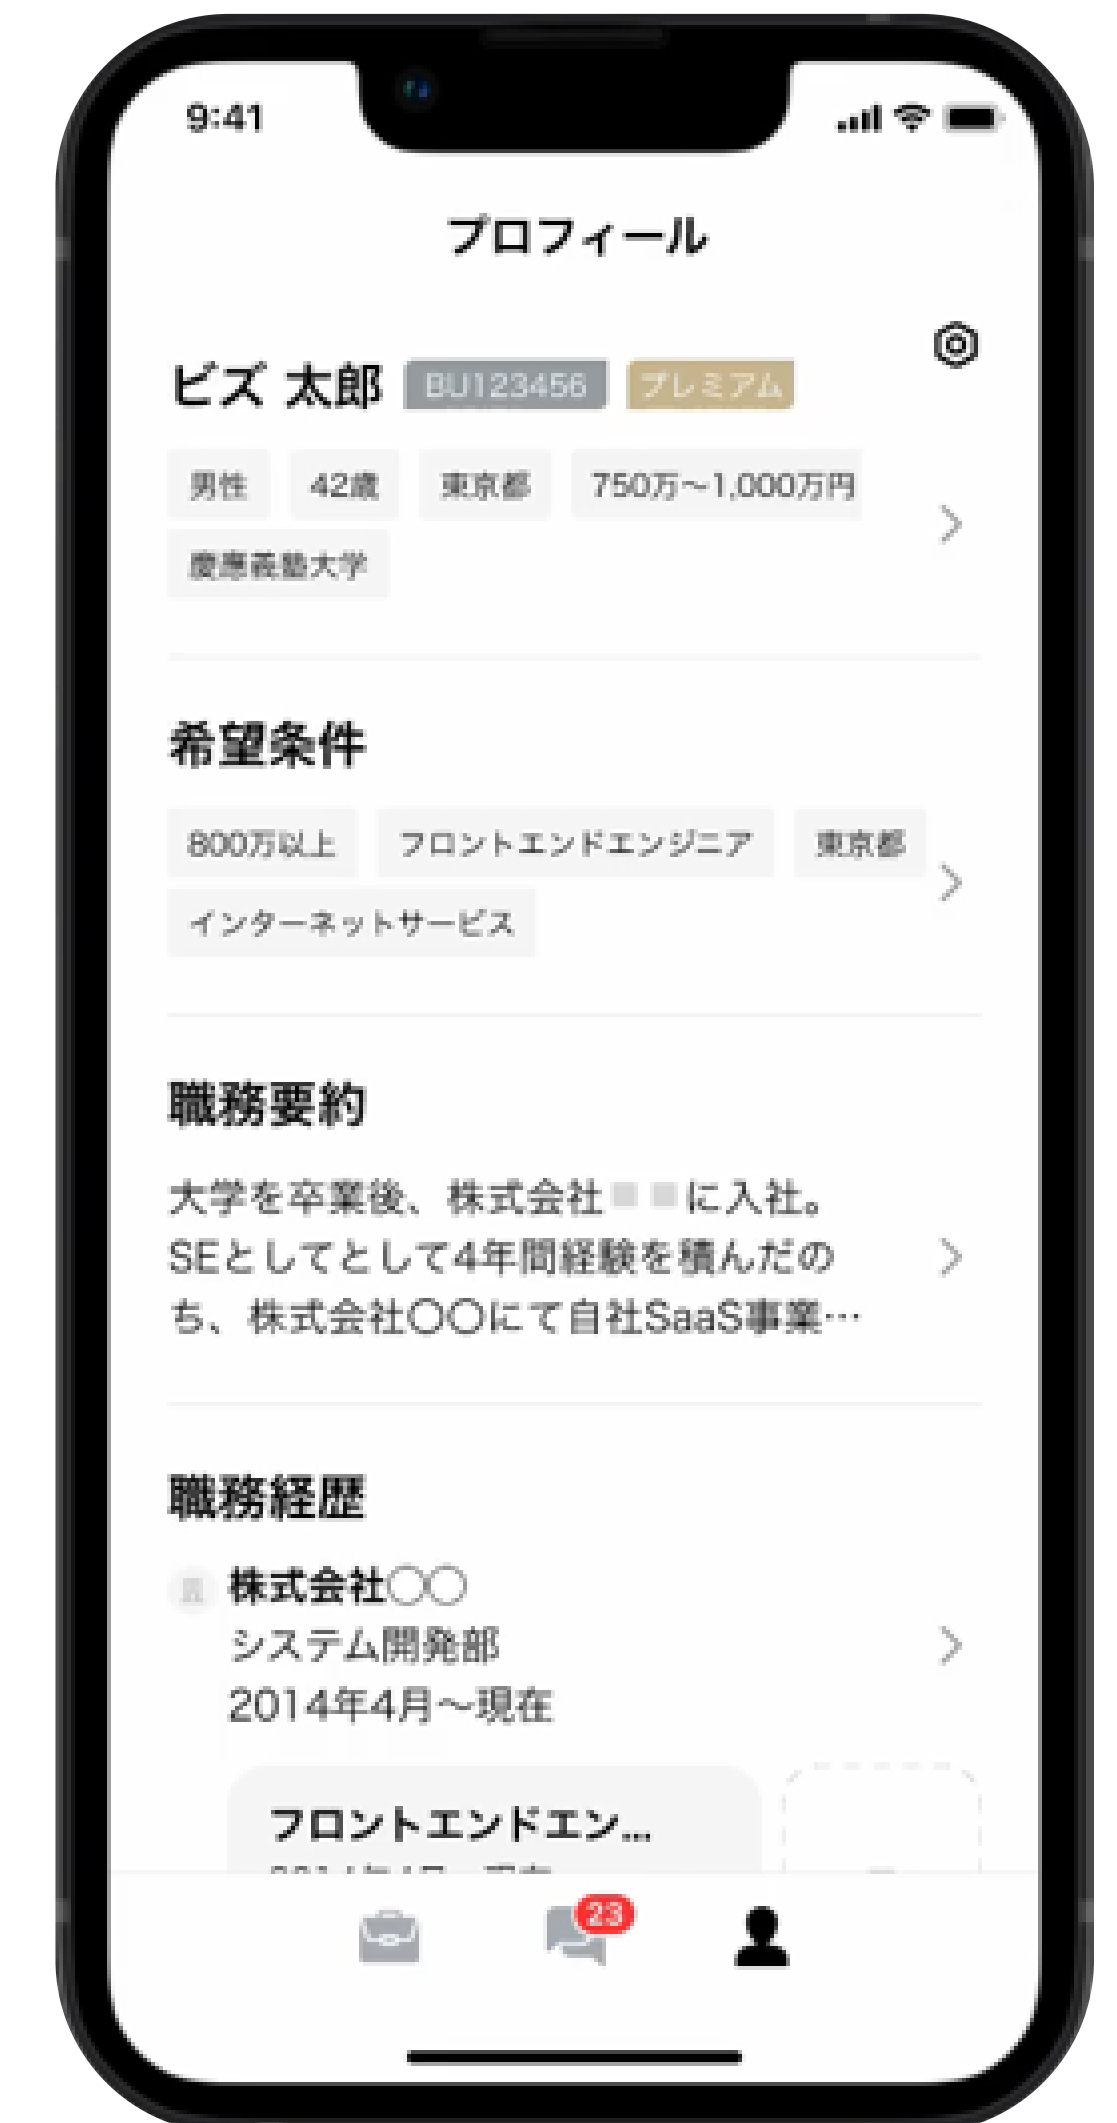 9:41
プロフィール
ビズ 太郎 BU123456 プレミアム
男性 42歳 東京都 750万〜1,000万円
慶應義塾大学
希望条件
800万以上 フロントエンドエンジニア 東京都
インターネットサービス
職務要約
大学を卒業後、株式会社■■に入社。
SEとしてとして4年間経験を積んだの
ち、株式会社〇〇にて自社SaaS事業…
職務経歴
株式会社〇〇
システム開発部
2014年4月〜現在
フロントエンドエン...
23